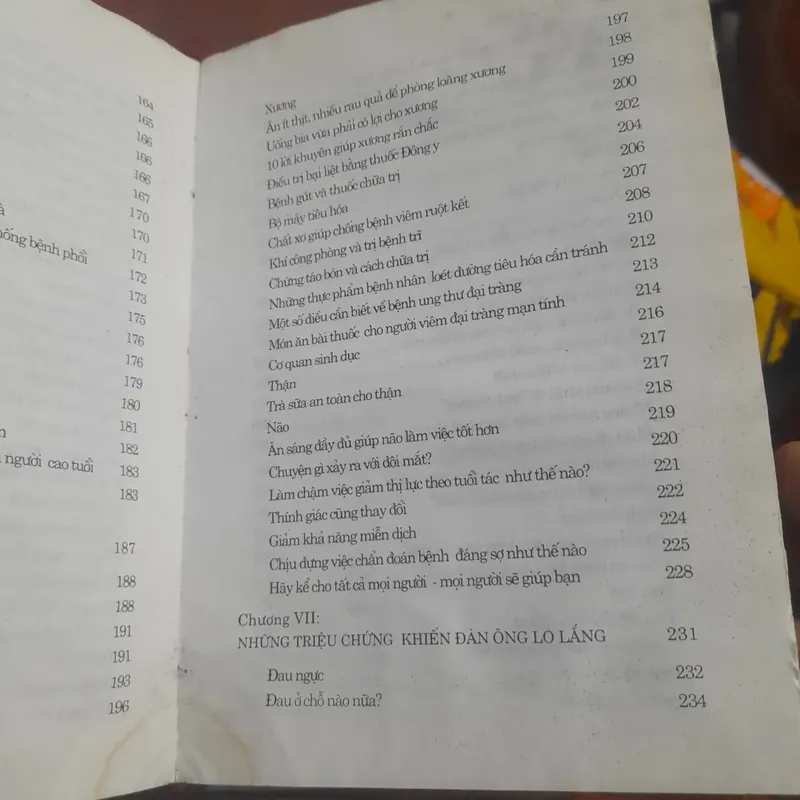 164
165
166
166
166
167
à 170
170
hống bệnh phổi 171
172
173
175
176
176
179
180
n 181
182
người cao tuổi 183
183
187
188
188
191
191
193
196
Xương 197
Ăn ít thịt, nhiều rau quả để phòng loãng xương 198
Uống bia vừa phải có lợi cho xương 199
10 lời khuyên giúp xương rắn chắc 200
Điều trị bại liệt bằng thuốc Đông y 202
Bệnh gút và thuốc chữa trị 204
Bộ máy tiêu hóa 206
Chất xơ giúp chống bệnh viêm ruột kết 207
Khí công phòng và trị bệnh trĩ 208
Chứng táo bón và cách chữa trị 210
Những thực phẩm bệnh nhân loét đường tiêu hóa cần tránh 212
Một số điều cần biết về bệnh ung thư đại tràng 213
Món ăn bài thuốc cho người viêm đại tràng mạn tính 214
Cơ quan sinh dục 216
Thận 217
Trà sữa an toàn cho thận 217
Não 218
Ăn sáng đầy đủ giúp não làm việc tốt hơn 219
Chuyện gì xảy ra với đôi mắt? 220
Làm chậm việc giảm thị lực theo tuổi tác như thế nào? 221
Thính giác cũng thay đổi 222
Giảm khả năng miễn dịch 224
Chịu đựng việc chẩn đoán bệnh đáng sợ như thế nào 225
Hãy kể cho tất cả mọi người - mọi người sẽ giúp bạn 228
Chương VII:
NHỮNG TRIỆU CHỨNG KHIẾN ĐÀN ÔNG LO LẮNG 231
Đau ngực 232
Đau ở chỗ nào nữa? 234